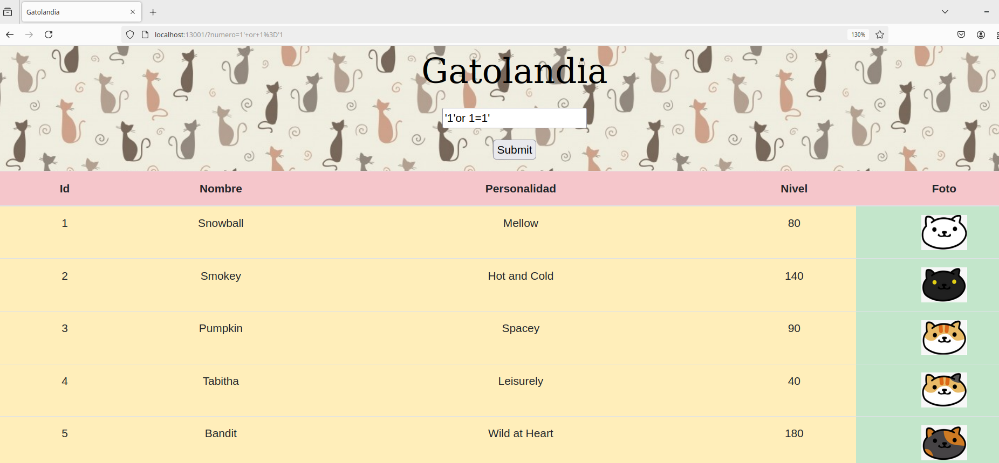 Gatolandia
localhost:13001/?numero=1'+or+1%3D'1
130%
Gatolandia
'1'or 1=1'
Submit
Id Nombre Personalidad Nivel Foto
1 Snowball Mellow 80
2 Smokey Hot and Cold 140
3 Pumpkin Spacey 90
4 Tabitha Leisurely 40
5 Bandit Wild at Heart 180